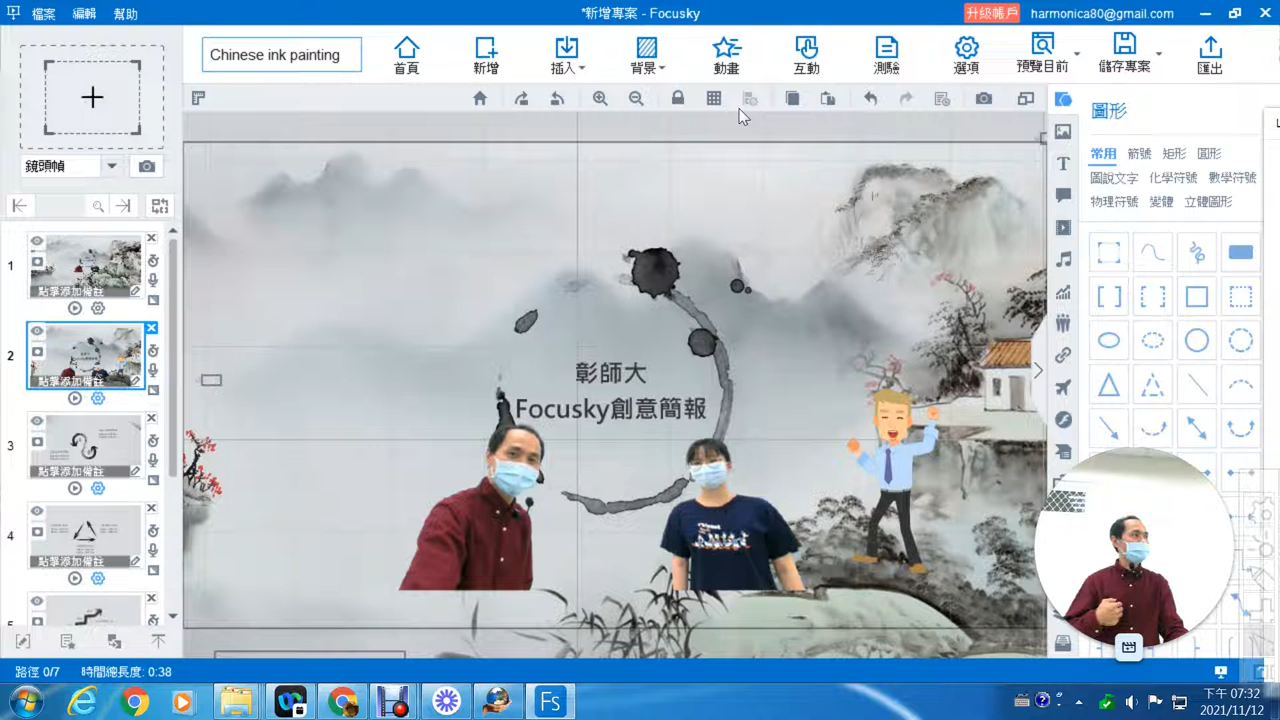 檔案 編輯 幫助
*新增專案 - Focusky
升級帳戶 harmonica80@gmail.com
Chinese ink painting
首頁 新增 插入 背景 動畫 互動 測驗 選項 預覽目前 儲存專案 匯出
鏡頭幀
圖形
常用 箭號 矩形 圓形
圖說文字 化學符號 數學符號
物理符號 變體 立體圖形
1 點擊添加備註
2 點擊添加備註
3 點擊添加備註
4 點擊添加備註
5
彰師大
Focusky創意簡報
路徑 0/7 時間總長度: 0:38
Fs
下午 07:32
2021/11/12